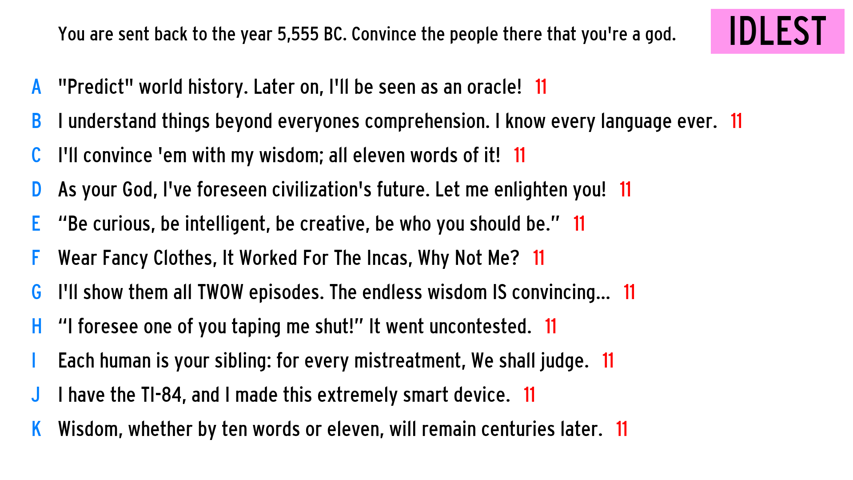 You are sent back to the year 5,555 BC. Convince the people there that you're a god.
IDLEST
A "Predict" world history. Later on, I'll be seen as an oracle! 11
B I understand things beyond everyones comprehension. I know every language ever. 11
C I'll convince 'em with my wisdom; all eleven words of it! 11
D As your God, I've foreseen civilization's future. Let me enlighten you! 11
E “Be curious, be intelligent, be creative, be who you should be.” 11
F Wear Fancy Clothes, It Worked For The Incas, Why Not Me? 11
G I'll show them all TWOW episodes. The endless wisdom IS convincing... 11
H “I foresee one of you taping me shut!” It went uncontested. 11
I Each human is your sibling: for every mistreatment, We shall judge. 11
J I have the TI-84, and I made this extremely smart device. 11
K Wisdom, whether by ten words or eleven, will remain centuries later. 11